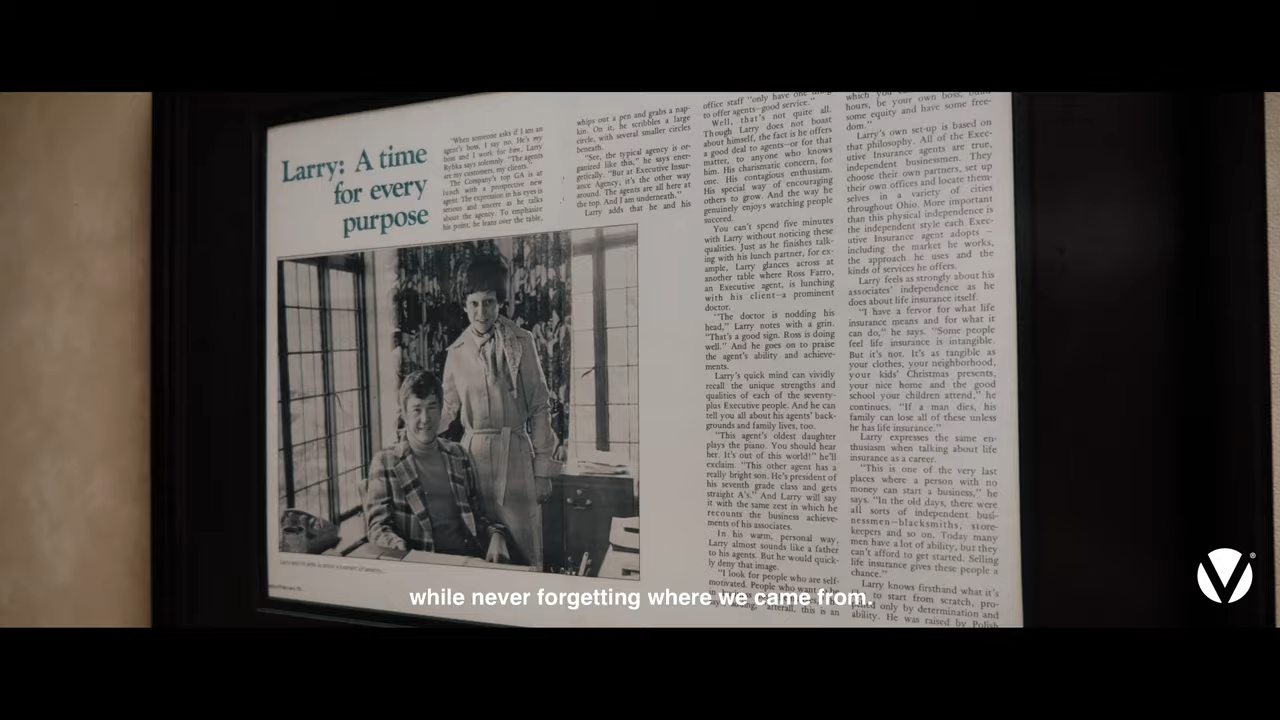 Larry: A time
for every
purpose
"When someone asks if I am an
agent's boss, I say no. He's my
boss and I work for him, Larry
Rybka says solemnly. "The agents
are my customers, my clients."
The Company's top GA is at
lunch with a prospective new
agent. The expression in his eyes is
serious and sincere as he talks
about the agency. To emphasize
his point, he leans over the table,
whips out a pen and grabs a nap-
kin. On it, he scribbles a large
circle, with several smaller circles
beneath.
"See, the typical agency is or-
ganized like this," he says ener-
getically. "But at Executive Insur-
ance Agency, it's the other way
around. The agents are all here at
the top. And I am underneath."
Larry adds that he and his
office staff "only have one thing
to offer agents—good service."
Well, that's not quite all.
Though Larry does not boast
about himself, the fact is he offers
a good deal to agents—or for that
matter, to anyone who knows
him. His charismatic concern, for
one. His contagious enthusiasm.
His special way of encouraging
others to grow. And the way he
genuinely enjoys watching people
succeed.
You can't spend five minutes
with Larry without noticing these
qualities. Just as he finishes talk-
ing with his lunch partner, for ex-
ample, Larry glances across at
another table where Ross Farro,
an Executive agent, is lunching
with his client—a prominent
doctor.
"The doctor is nodding his
head," Larry notes with a grin.
"That's a good sign. Ross is doing
well." And he goes on to praise
the agent's ability and achieve-
ments.
Larry's quick mind can vividly
recall the unique strengths and
qualities of each of the seventy-
plus Executive people. And he can
tell you all about his agents' back-
grounds and family lives, too.
"This agent's oldest daughter
plays the piano. You should hear
her. It's out of this world!" he'll
exclaim. "This other agent has a
really bright son. He's president of
his seventh grade class and gets
straight A's." And Larry will say
it with the same zest in which he
recounts the business achieve-
ments of his associates.
In his warm, personal way,
Larry almost sounds like a father
to his agents. But he would quick-
ly deny that image.
"I look for people who are self-
motivated. People who want
afterall, this is an
which you
hours, be your own boss, build
some equity and have some free-
dom."
Larry's own set-up is based on
that philosophy. All of the Exec-
utive Insurance agents are true,
independent businessmen. They
choose their own partners, set up
their own offices and locate them-
selves in a variety of cities
throughout Ohio. More important
than this physical independence is
the independent style each Exec-
utive Insurance agent adopts —
including the market he works,
the approach he uses and the
kinds of services he offers.
Larry feels as strongly about his
associates' independence as he
does about life insurance itself.
"I have a fervor for what life
insurance means and for what it
can do," he says. "Some people
feel life insurance is intangible.
But it's not. It's as tangible as
your clothes, your neighborhood,
your kids' Christmas presents,
your nice home and the good
school your children attend," he
continues. "If a man dies, his
family can lose all of these unless
he has life insurance."
Larry expresses the same en-
thusiasm when talking about life
insurance as a career.
"This is one of the very last
places where a person with no
money can start a business," he
says. "In the old days, there were
all sorts of independent busi-
nessmen—blacksmiths, store-
keepers and so on. Today many
men have a lot of ability, but they
can't afford to get started. Selling
life insurance gives these people a
chance."
Larry knows firsthand what it's
to start from scratch, pro-
only by determination and
ability. He was raised by Polish
while never forgetting where we came from.
V®